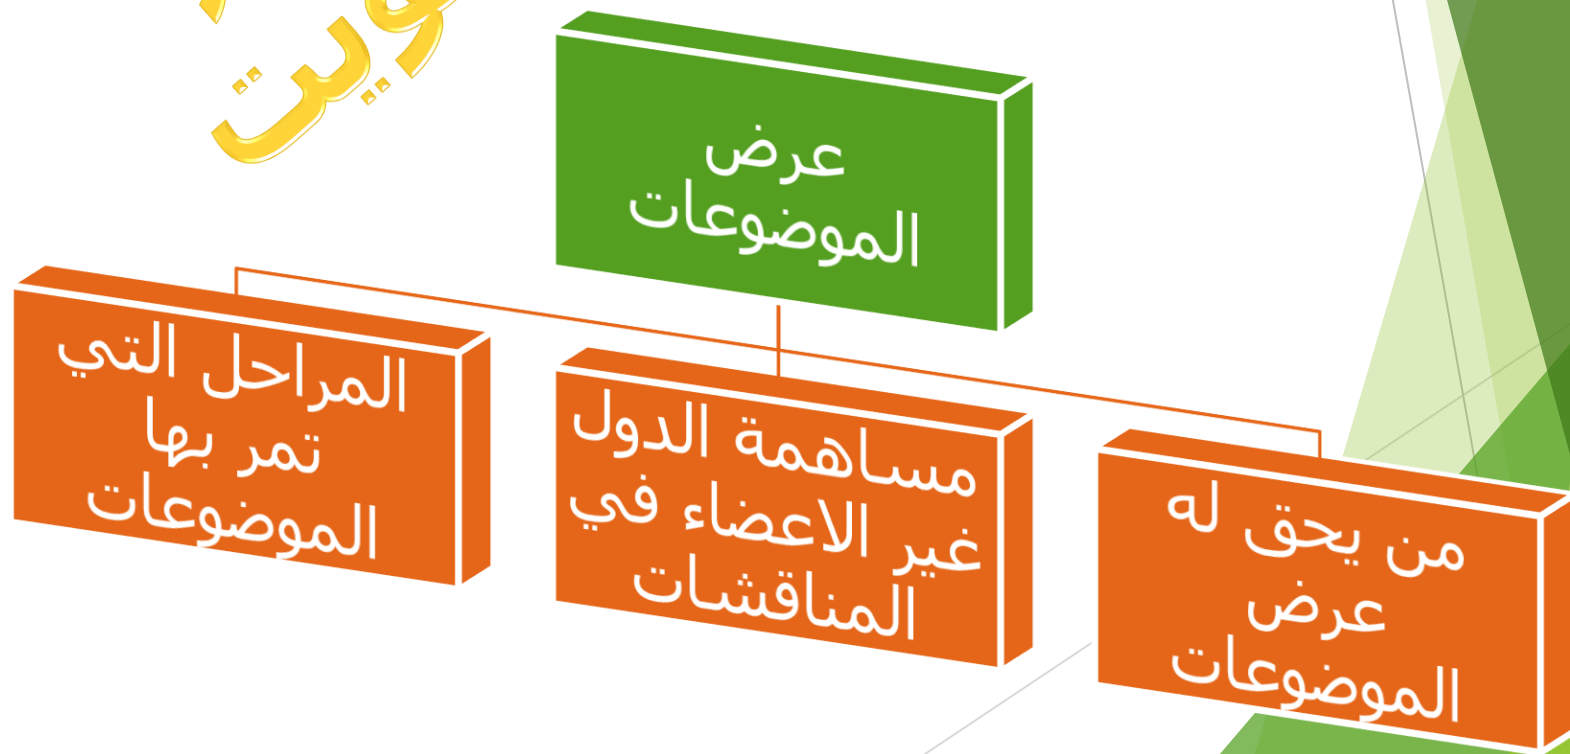 عرض
الموضوعات
من يحق له
عرض
الموضوعات
مساهمة الدول
غير الاعضاء في
المناقشات
المراحل التي
تمر بها
الموضوعات